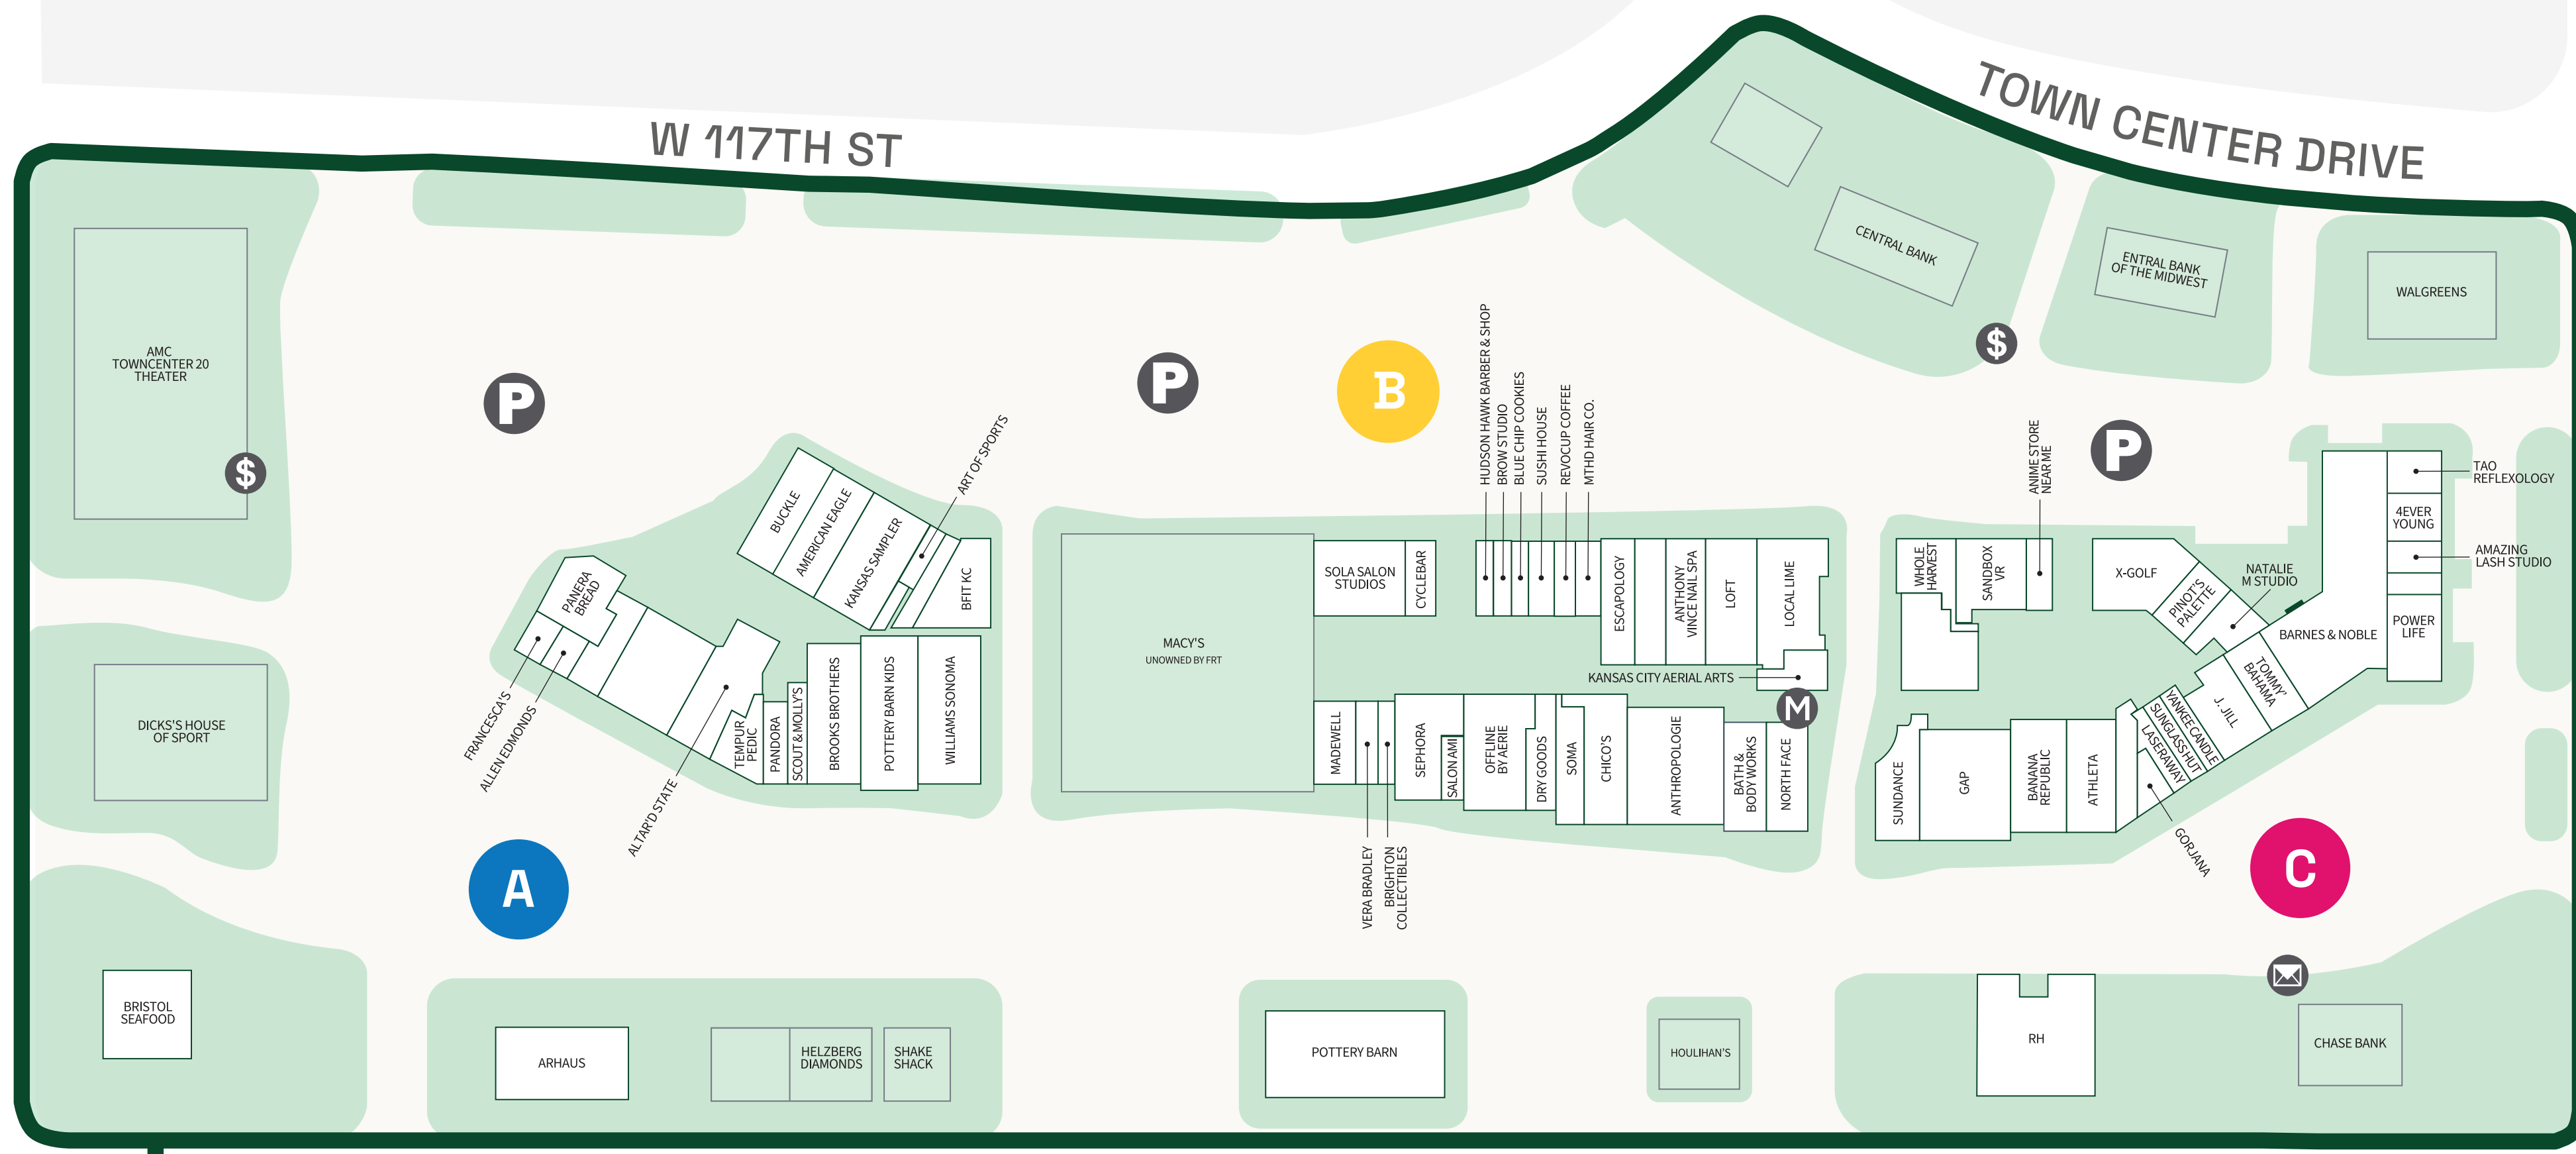 W 117TH ST
TOWN CENTER DRIVE
AMC
TOWNCENTER 20
THEATER
$
P
P
B
CENTRAL BANK
ENTRAL BANK
OF THE MIDWEST
WALGREENS
$
P
DICKS'S HOUSE
OF SPORT
BRISTOL
SEAFOOD
PANERA
BREAD
FRANCESCA'S
ALLEN EDMONDS
ALTAR'D STATE
BUCKLE
AMERICAN EAGLE
KANSAS SAMPLER
ART OF SPORTS
BFIT KC
TEMPUR
PEDIC
PANDORA
SCOUT & MOLLY'S
BROOKS BROTHERS
POTTERY BARN KIDS
WILLIAMS SONOMA
A
MACY'S
UNOWNED BY FRT
SOLA SALON
STUDIOS
CYCLEBAR
HUDSON HAWK BARBER & SHOP
BROW STUDIO
BLUE CHIP COOKIES
SUSHI HOUSE
REVOCUP COFFEE
MTHD HAIR CO.
ESCAPOLOGY
ANTHONY
VINCE NAIL SPA
LOFT
LOCAL LIME
KANSAS CITY AERIAL ARTS
M
MADEWELL
VERA BRADLEY
BRIGHTON
COLLECTIBLES
SEPHORA
SALON AMI
OFFLINE
BY AERIE
DRY GOODS
SOMA
CHICO'S
ANTHROPOLOGIE
BATH &
BODY WORKS
NORTH FACE
WHOLE
HARVEST
SANDBOX
VR
ANIME STORE
NEAR ME
X-GOLF
PINOT'S
PALETTE
NATALIE
M STUDIO
BARNES & NOBLE
TAO
REFLEXOLOGY
4EVER
YOUNG
AMAZING
LASH STUDIO
POWER
LIFE
TOMMY'
BAHAMA
J. JILL
YANKEECANDLE
SUNGLASS HUT
LASERAWAY
GORJANA
SUNDANCE
GAP
BANANA
REPUBLIC
ATHLETA
C
ARHAUS
HELZBERG
DIAMONDS
SHAKE
SHACK
POTTERY BARN
HOULIHAN'S
RH
CHASE BANK